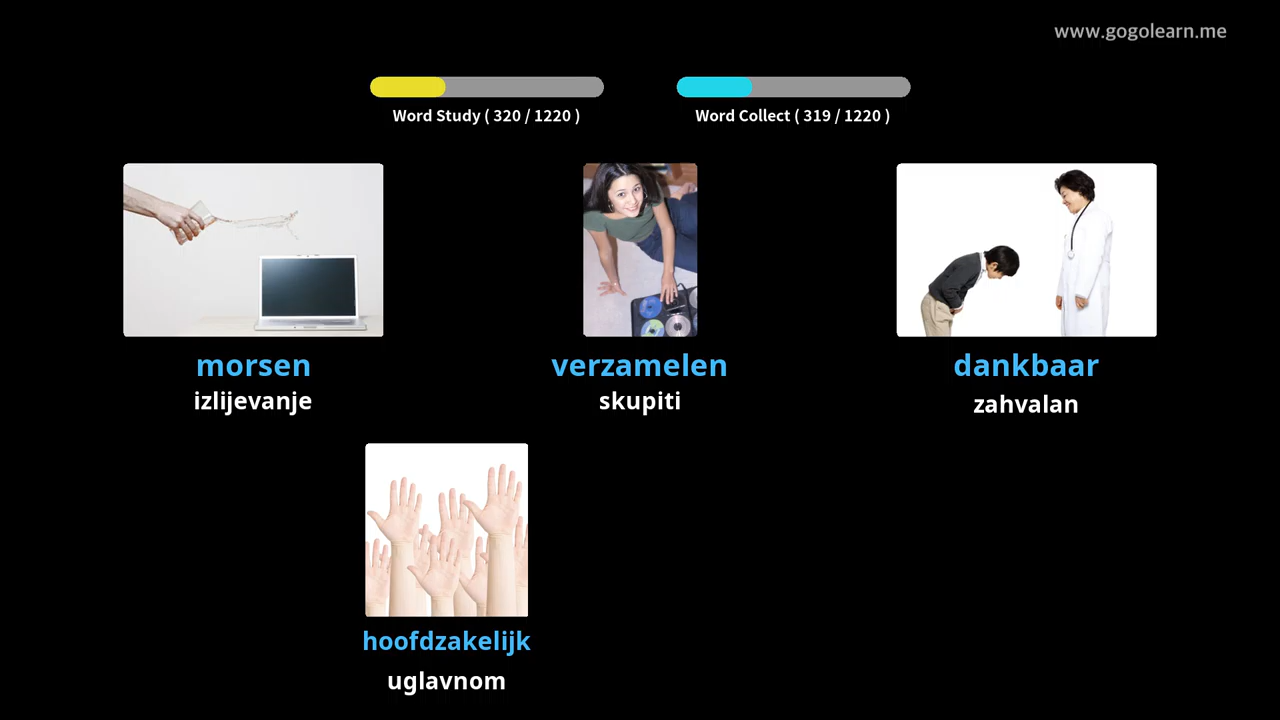 www.gogolearn.me
Word Study ( 320 / 1220 )
Word Collect ( 319 / 1220 )
morsen
izlijevanje
verzamelen
skupiti
dankbaar
zahvalan
hoofdzakelijk
uglavnom